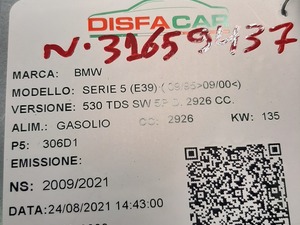 DISFACAR
N.31659437
MARCA: BMW
MODELLO: SERIE 5 (E39) (09/95>09/00<)
VERSIONE: 530 TDS SW 5P D. 2926 CC.
ALIM.: GASOLIO CC: 2926 KW: 135
P5: 306D1
EMISSIONE:
NS: 2009/2021
DATA: 24/08/2021 14:43:00